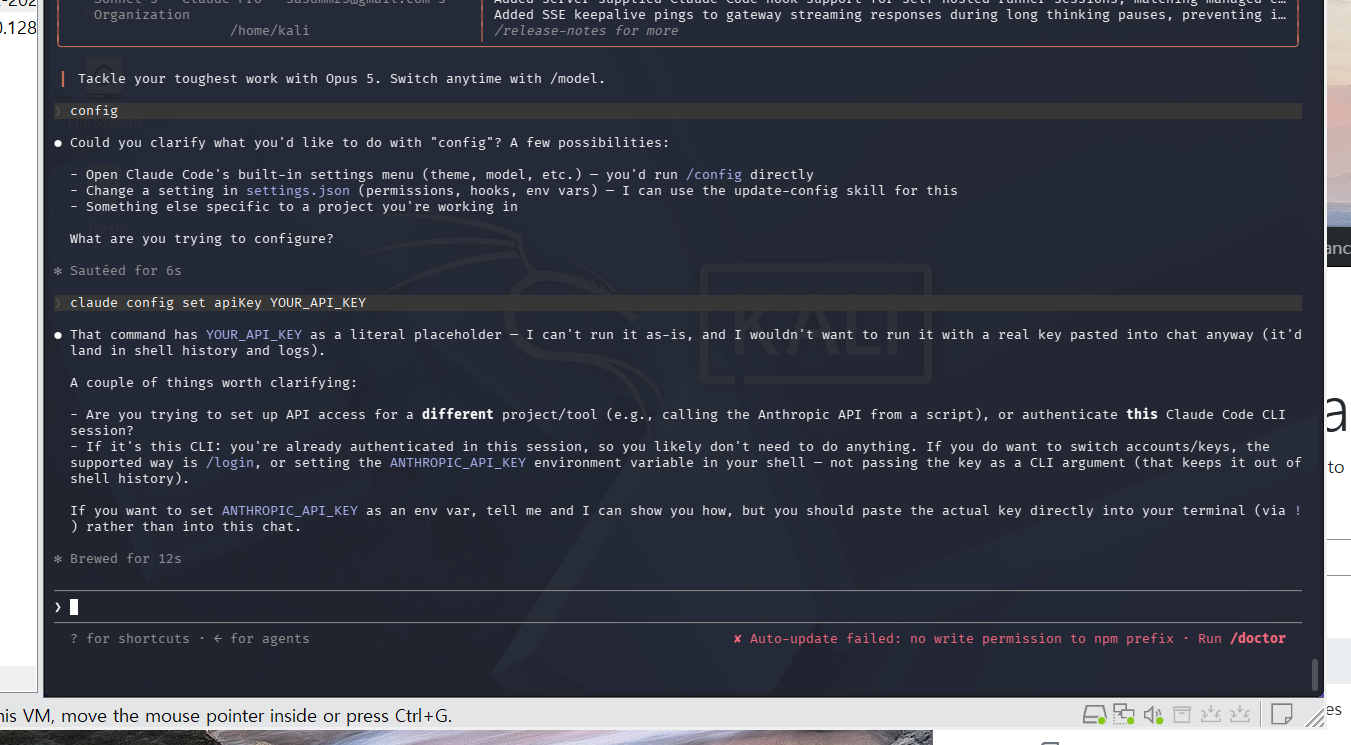 0.128
Organization
/home/kali
Added SSE keepalive pings to gateway streaming responses during long thinking pauses, preventing i…
/release-notes for more
Tackle your toughest work with Opus 5. Switch anytime with /model.
❯ config
● Could you clarify what you'd like to do with "config"? A few possibilities:
- Open Claude Code's built-in settings menu (theme, model, etc.) — you'd run /config directly
- Change a setting in settings.json (permissions, hooks, env vars) — I can use the update-config skill for this
- Something else specific to a project you're working in
What are you trying to configure?
✻ Sautéed for 6s
❯ claude config set apiKey YOUR_API_KEY
● That command has YOUR_API_KEY as a literal placeholder — I can't run it as-is, and I wouldn't want to run it with a real key pasted into chat anyway (it'd
land in shell history and logs).
A couple of things worth clarifying:
- Are you trying to set up API access for a different project/tool (e.g., calling the Anthropic API from a script), or authenticate this Claude Code CLI
session?
- If it's this CLI: you're already authenticated in this session, so you likely don't need to do anything. If you do want to switch accounts/keys, the
supported way is /login, or setting the ANTHROPIC_API_KEY environment variable in your shell — not passing the key as a CLI argument (that keeps it out of
shell history).
If you want to set ANTHROPIC_API_KEY as an env var, tell me and I can show you how, but you should paste the actual key directly into your terminal (via !
) rather than into this chat.
✻ Brewed for 12s
❯
? for shortcuts · ← for agents
✘ Auto-update failed: no write permission to npm prefix · Run /doctor
KALI
anc
a
to
es
his VM, move the mouse pointer inside or press Ctrl+G.